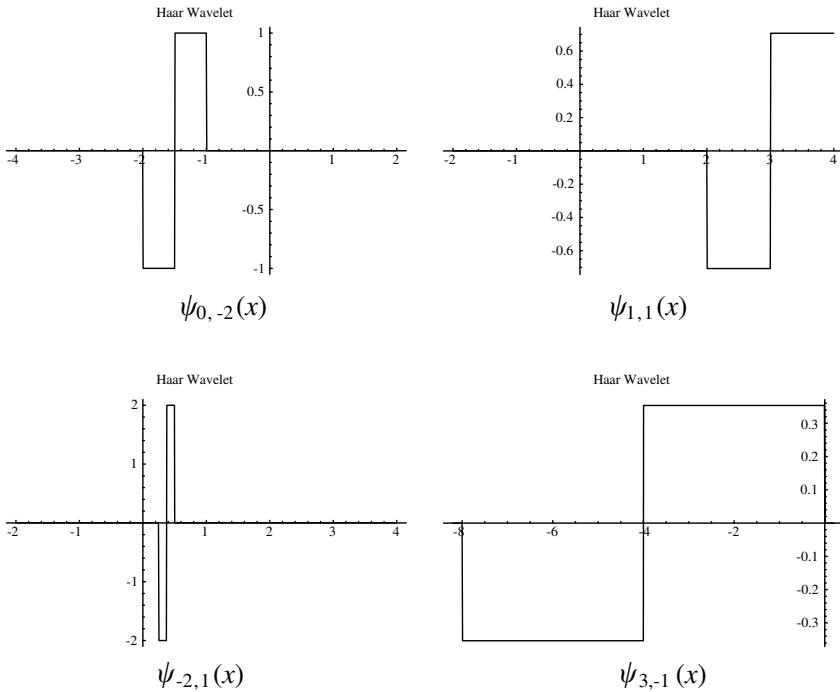 Haar Wavelet
1
0.5
-4 -3 -2 -1 1 2
-0.5
-1
ψ0,-2(x)
Haar Wavelet
0.6
0.4
0.2
-2 -1 1 2 3 4
-0.2
-0.4
-0.6
ψ1,1(x)
Haar Wavelet
2
1
-2 -1 1 2 3 4
-1
-2
ψ-2,1(x)
Haar Wavelet
0.3
0.2
0.1
-8 -6 -4 -2
-0.1
-0.2
-0.3
ψ3,-1(x)